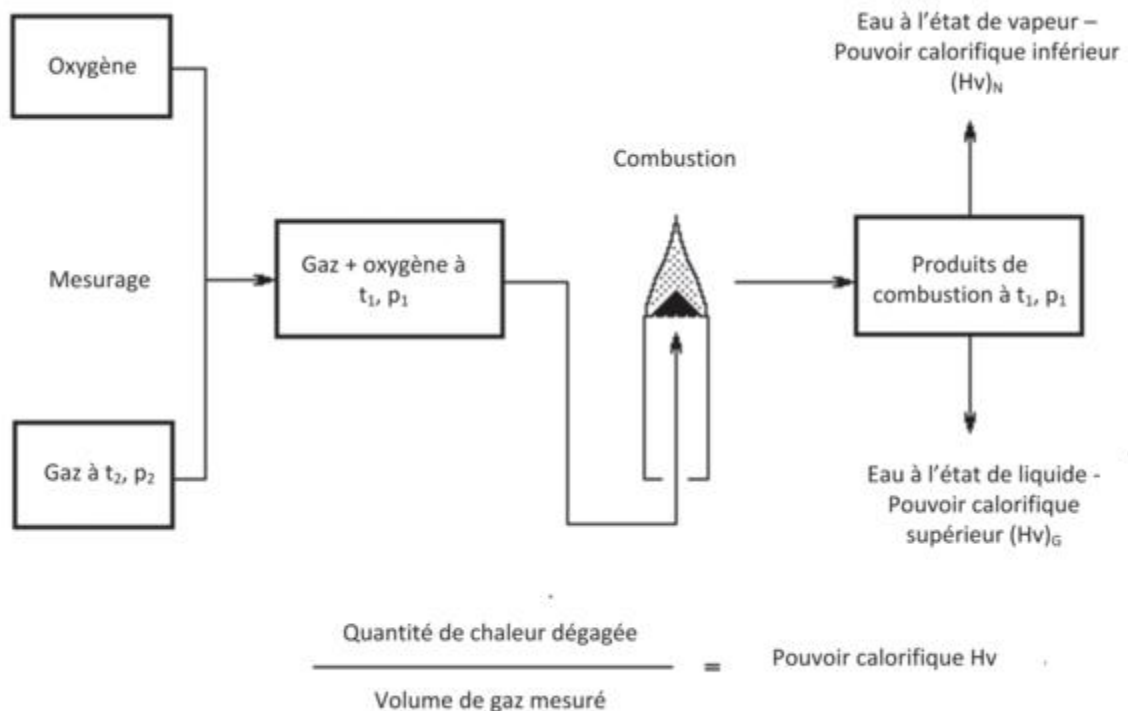 Oxygène
Mesurage
Gaz à t₂, p₂
Gaz + oxygène à
t₁, p₁
Combustion
Eau à l'état de vapeur –
Pouvoir calorifique inférieur
(Hv)N
Produits de
combustion à t₁, p₁
Eau à l'état de liquide -
Pouvoir calorifique
supérieur (Hv)G
Quantité de chaleur dégagée
=
Pouvoir calorifique Hv
Volume de gaz mesuré